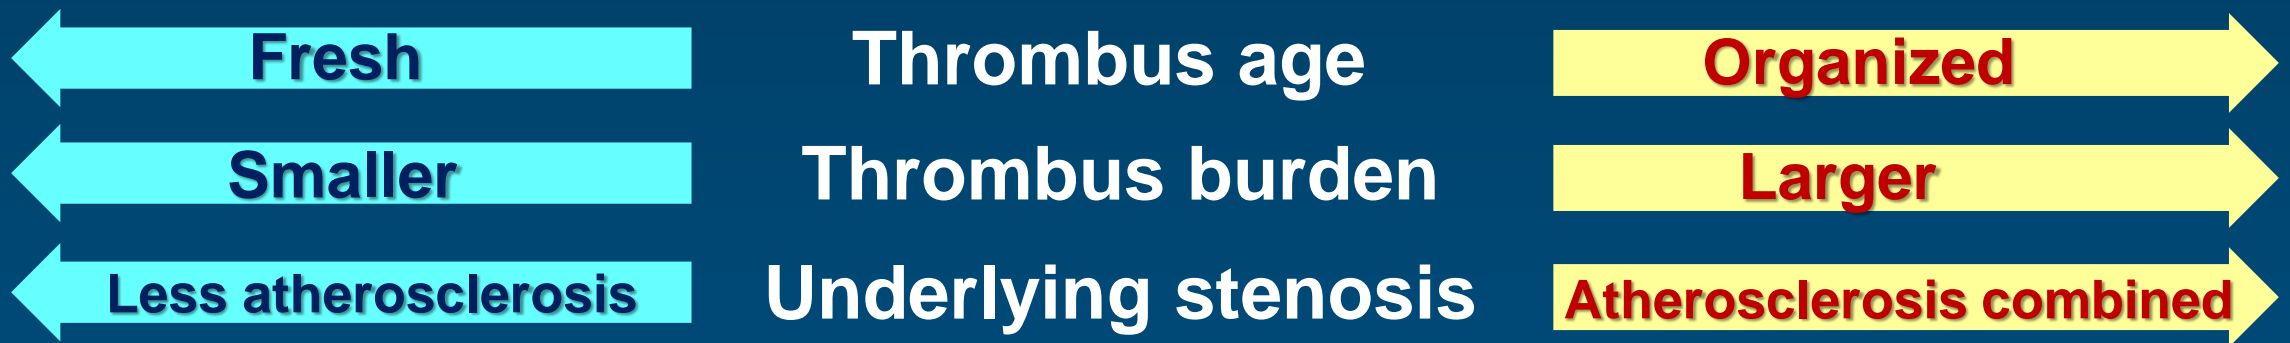 Fresh Thrombus age Organized
Smaller Thrombus burden Larger
Less atherosclerosis Underlying stenosis Atherosclerosis combined